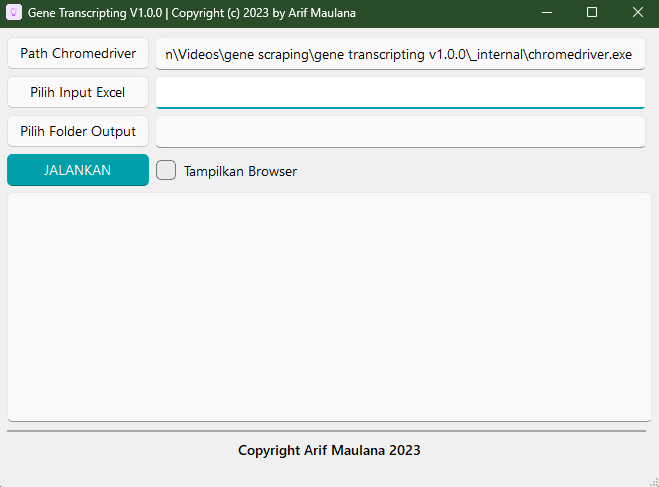 Gene Transcripting V1.0.0 | Copyright (c) 2023 by Arif Maulana
Path Chromedriver
n\Videos\gene scraping\gene transcripting v1.0.0\_internal\chromedriver.exe
Pilih Input Excel
Pilih Folder Output
JALANKAN
Tampilkan Browser
Copyright Arif Maulana 2023